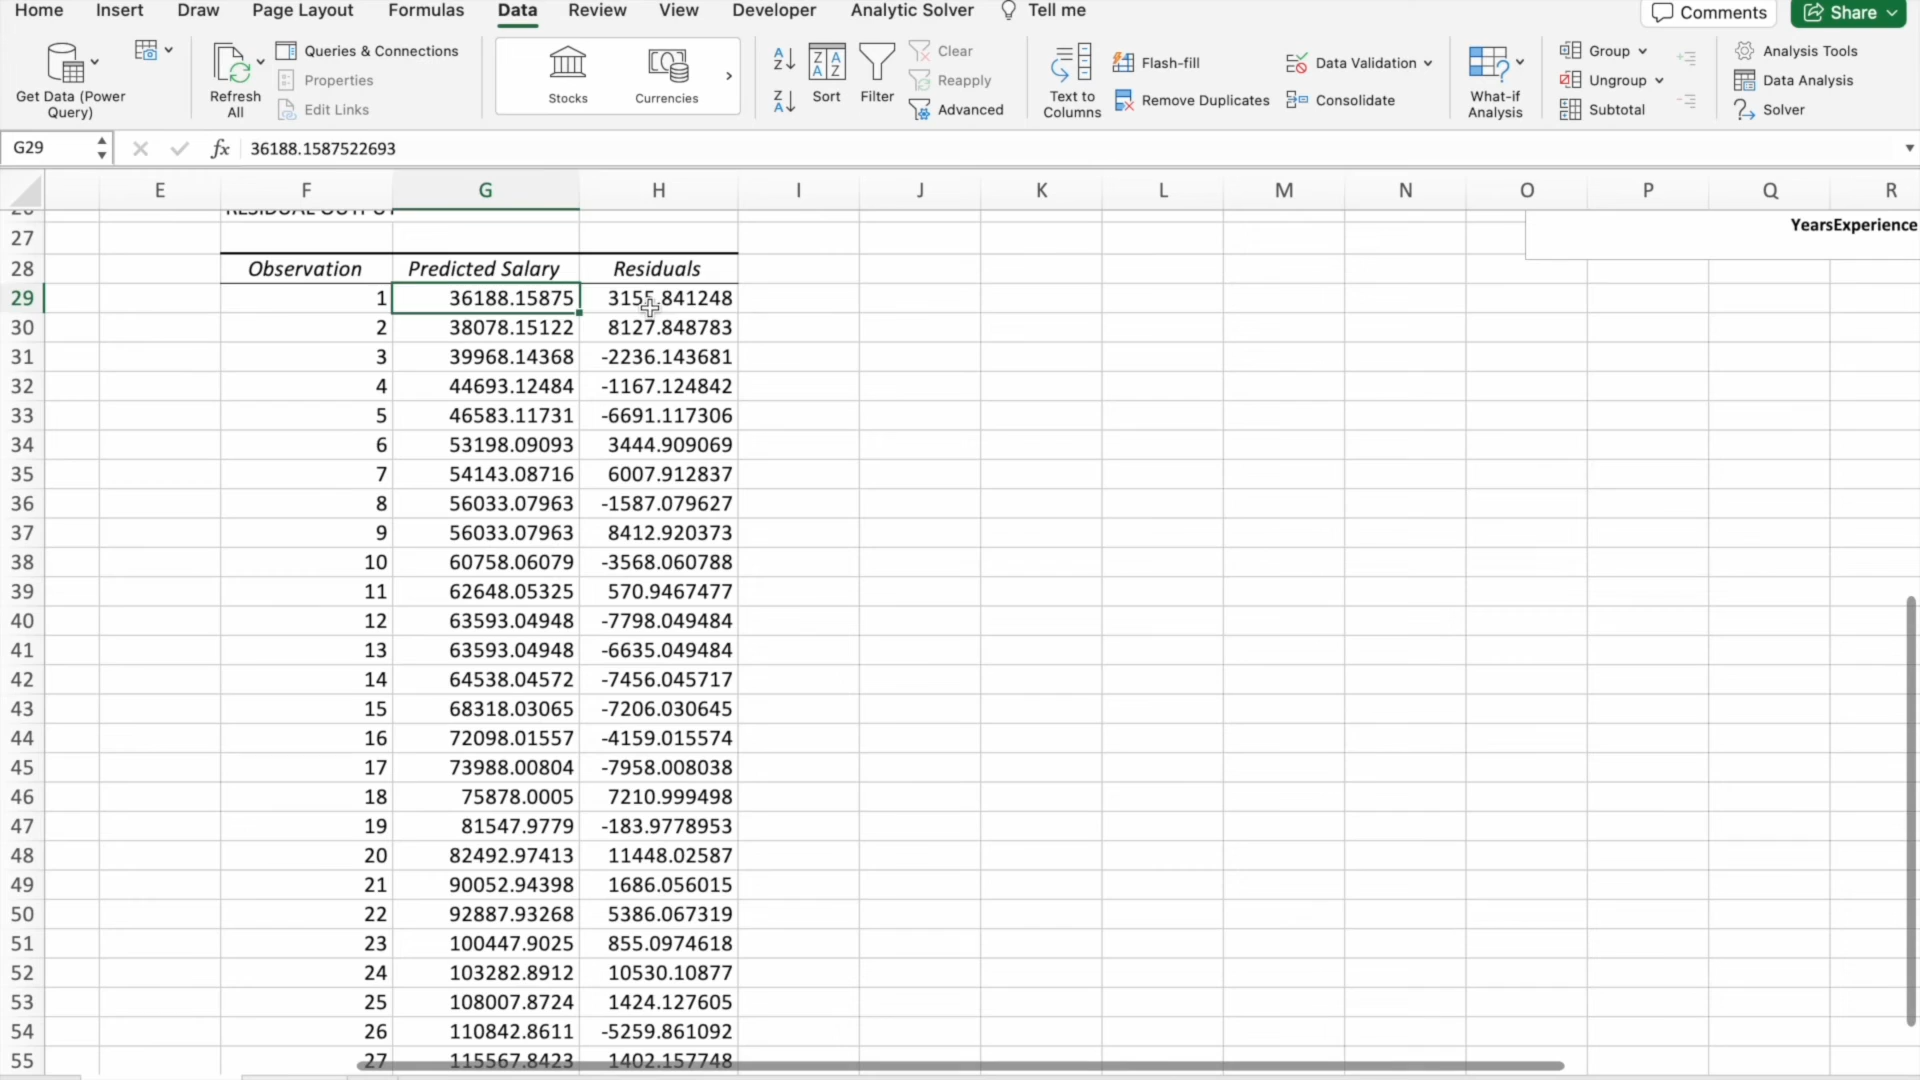 Home Insert Draw Page Layout Formulas Data Review View Developer Analytic Solver Tell me Comments Share
Get Data (Power Query)
Refresh All
Queries & Connections
Properties
Edit Links
Stocks
Currencies
Sort
Filter
Clear
Reapply
Advanced
Text to Columns
Flash-fill
Remove Duplicates
Data Validation
Consolidate
What-if Analysis
Group
Ungroup
Subtotal
Analysis Tools
Data Analysis
Solver
G29 fx 36188.1587522693
E F G H I J K L M N O P Q R
26 RESIDUAL OUTPUT
27 YearsExperience
28 Observation Predicted Salary Residuals
29 1 36188.15875 3155.841248
30 2 38078.15122 8127.848783
31 3 39968.14368 -2236.143681
32 4 44693.12484 -1167.124842
33 5 46583.11731 -6691.117306
34 6 53198.09093 3444.909069
35 7 54143.08716 6007.912837
36 8 56033.07963 -1587.079627
37 9 56033.07963 8412.920373
38 10 60758.06079 -3568.060788
39 11 62648.05325 570.9467477
40 12 63593.04948 -7798.049484
41 13 63593.04948 -6635.049484
42 14 64538.04572 -7456.045717
43 15 68318.03065 -7206.030645
44 16 72098.01557 -4159.015574
45 17 73988.00804 -7958.008038
46 18 75878.0005 7210.999498
47 19 81547.9779 -183.9778953
48 20 82492.97413 11448.02587
49 21 90052.94398 1686.056015
50 22 92887.93268 5386.067319
51 23 100447.9025 855.0974618
52 24 103282.8912 10530.10877
53 25 108007.8724 1424.127605
54 26 110842.8611 -5259.861092
55 27 115567.8423 1402.157748